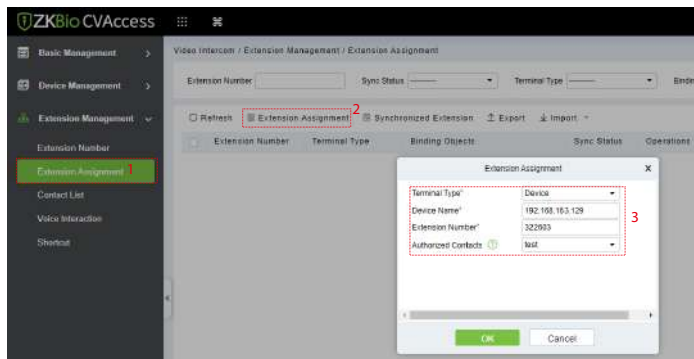 ZKBio CVAccess
Basic Management
Device Management
Extension Management
Extension Number
Extension Assignment 1
Contact List
Voice Interaction
Shortcut
Video Intercom / Extension Management / Extension Assignment
Extension Number Sync Status -------- Terminal Type -------- Bindin
2
Refresh Extension Assignment Synchronized Extension Export Import
Extension Number Terminal Type Binding Objects Sync Status Operations
Extension Assignment X
Terminal Type* Device
Device Name* 192.168.163.129
Extension Number* 322603
Authorized Contacts test
3
OK Cancel